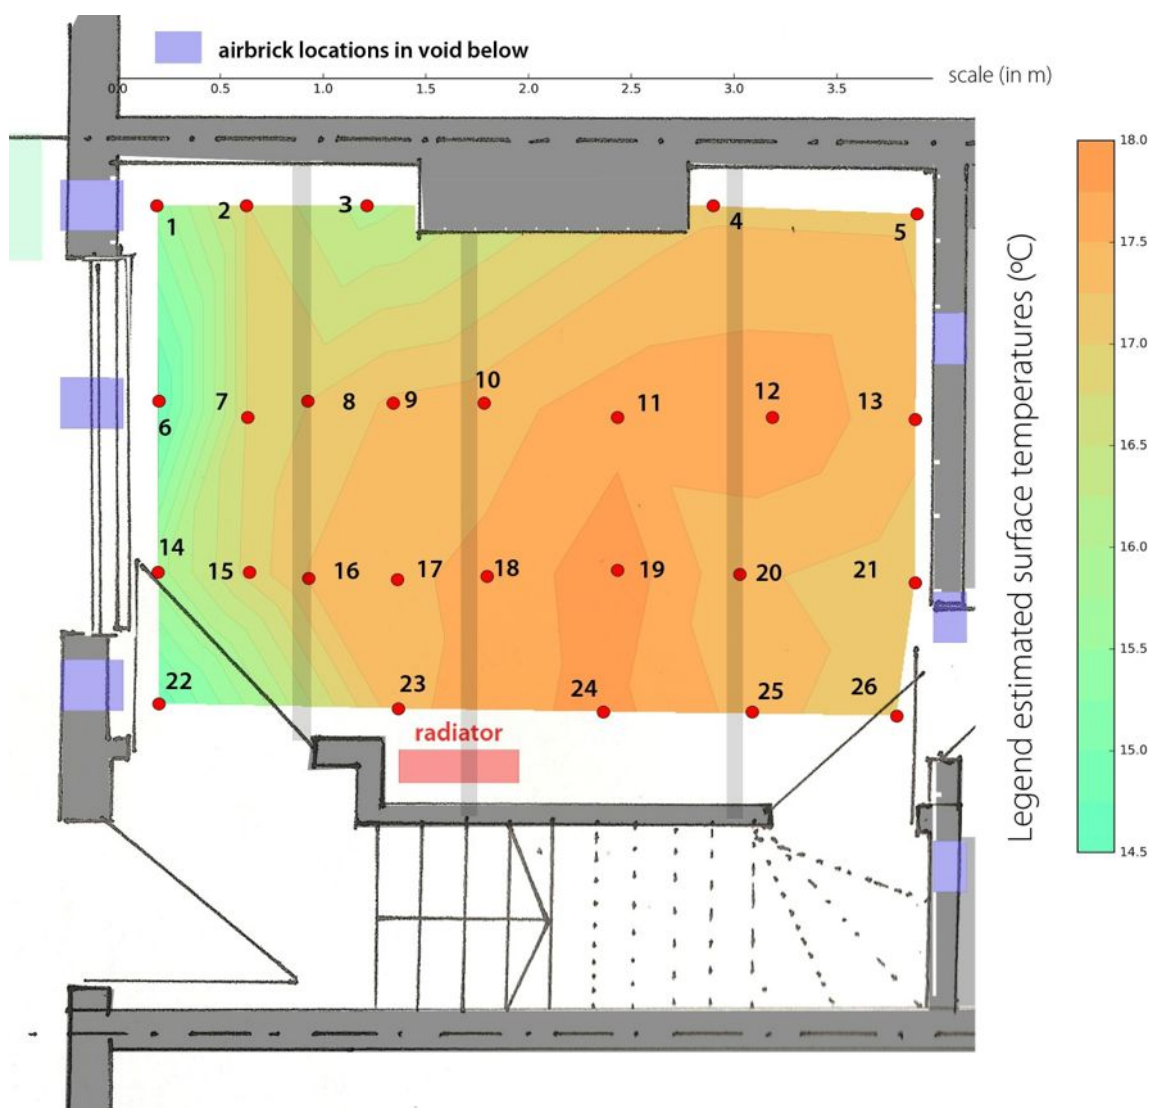 airbrick locations in void below
scale (in m)
0.0 0.5 1.0 1.5 2.0 2.5 3.0 3.5
18.0
1 2 3 4 5
17.5
Legend estimated surface temperatures (ºC)
17.0
6 7 8 9 10 11 12 13
16.5
14 15 16 17 18 19 20 21
16.0
15.5
22 23 24 25 26
radiator
15.0
14.5